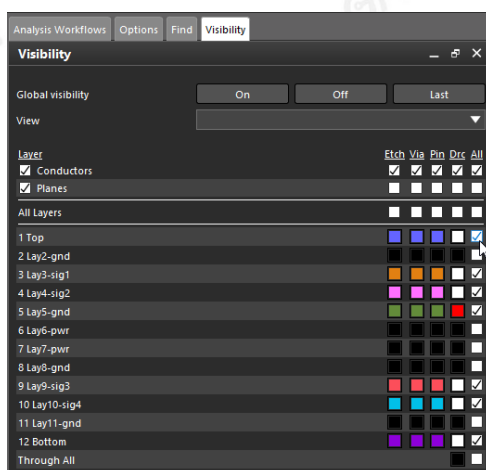 Analysis Workflows Options Find Visibility
Visibility
Global visibility On Off Last
View
Layer Etch Via Pin Drc All
Conductors
Planes
All Layers
1 Top
2 Lay2-gnd
3 Lay3-sig1
4 Lay4-sig2
5 Lay5-gnd
6 Lay6-pwr
7 Lay7-pwr
8 Lay8-gnd
9 Lay9-sig3
10 Lay10-sig4
11 Lay11-gnd
12 Bottom
Through All